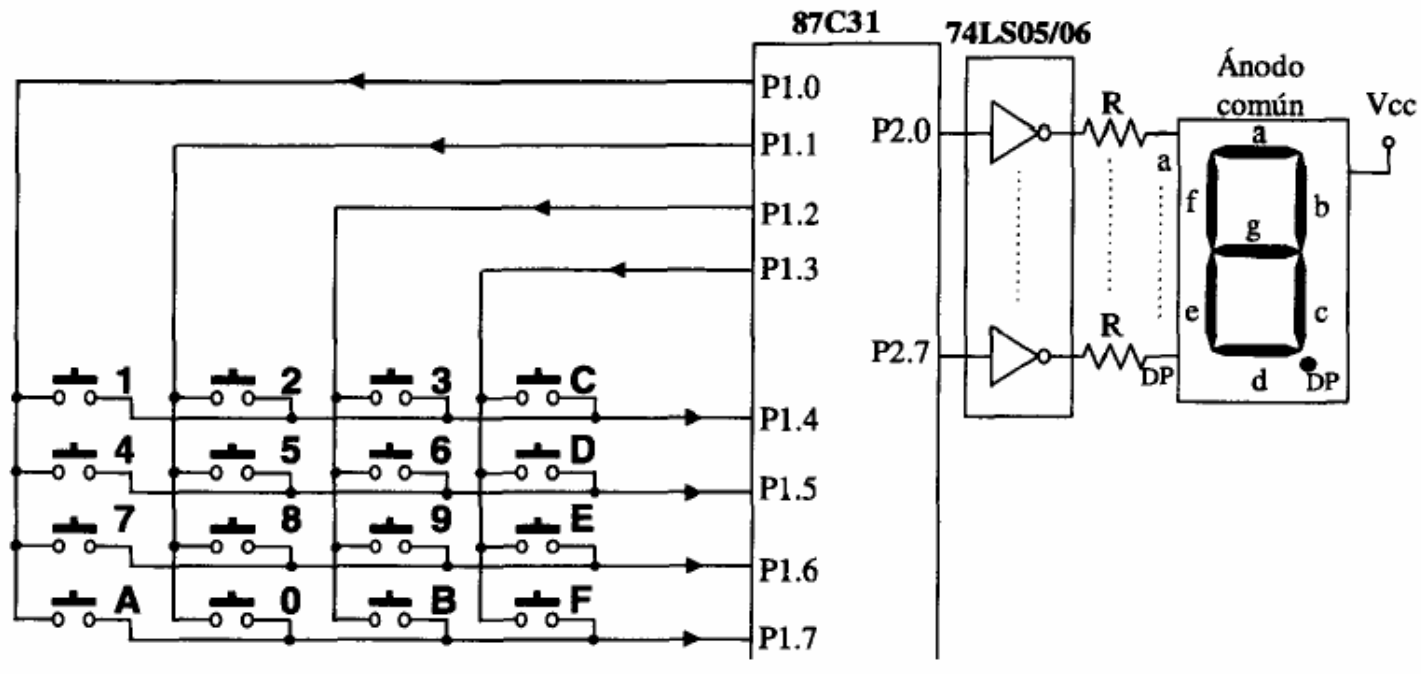 87C31
74LS05/06
Ánodo
común
Vcc
P1.0
P1.1
P1.2
P1.3
P2.0
R
a
a
f
b
g
e
c
d
DP
P2.7
R
DP
1 2 3 C
P1.4
4 5 6 D
P1.5
7 8 9 E
P1.6
A 0 B F
P1.7